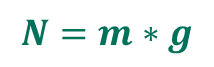 N = m * g